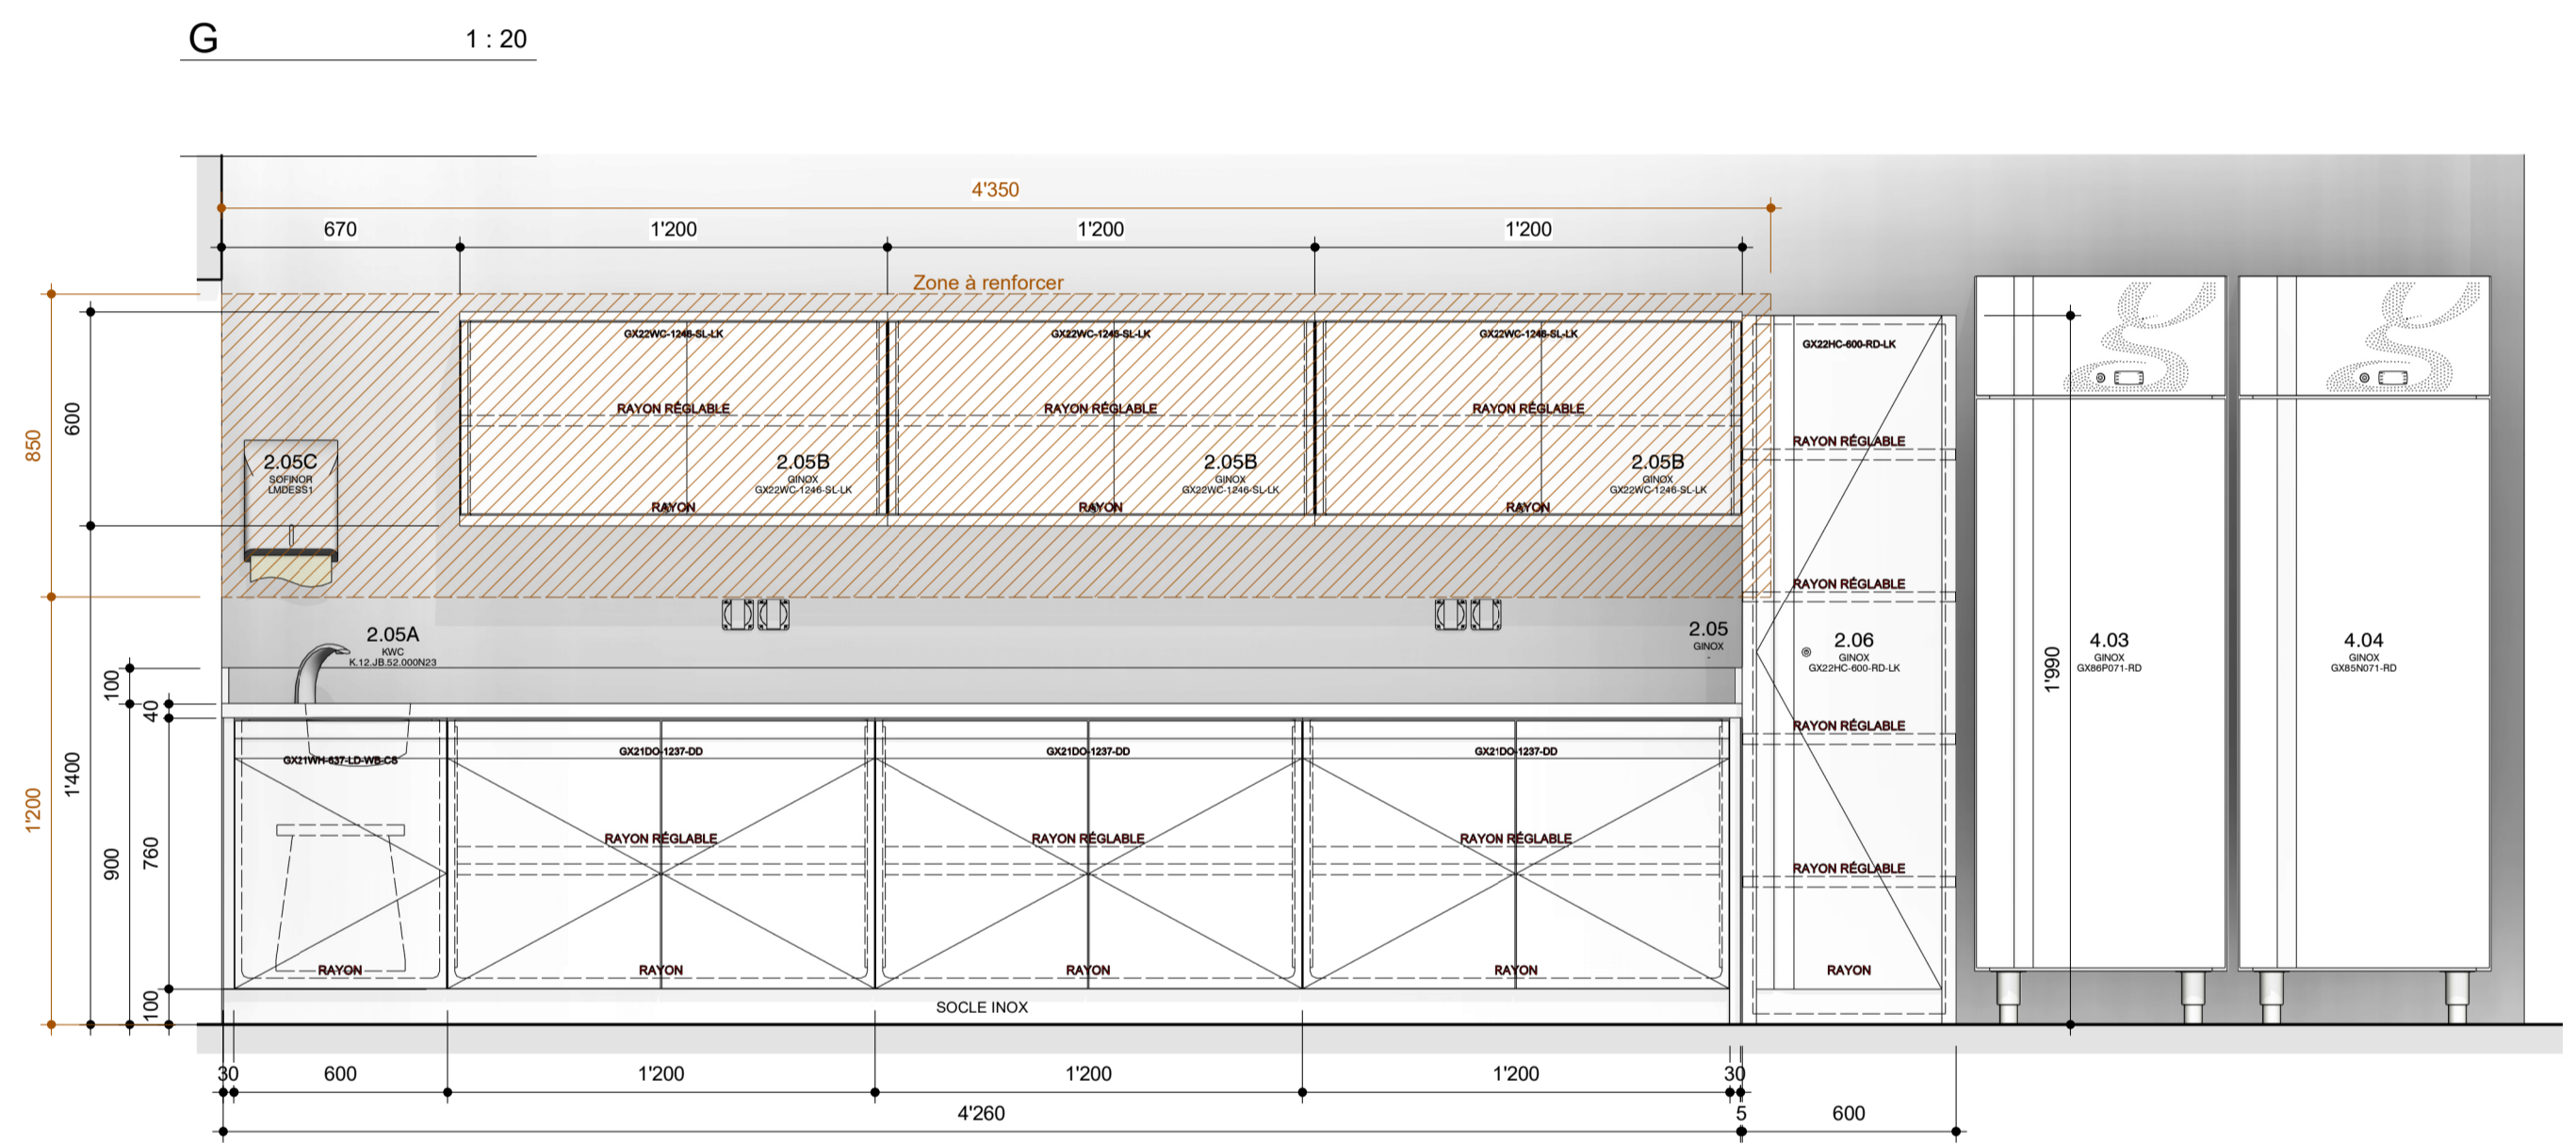 G 1 : 20
4'350
670 1'200 1'200 1'200
Zone à renforcer
GX22WC-1246-SL-LK GX22WC-1246-SL-LK GX22WC-1246-SL-LK
GX22HC-600-RD-LK
RAYON RÉGLABLE RAYON RÉGLABLE RAYON RÉGLABLE
850
600
RAYON RÉGLABLE
2.05C
SOFINOR
LMDESS1
2.05B
GINOX
GX22WC-1246-SL-LK
2.05B
GINOX
GX22WC-1246-SL-LK
2.05B
GINOX
GX22WC-1246-SL-LK
RAYON RAYON RAYON
RAYON RÉGLABLE
2.05A
KWC
K.12.JB.52.000N23
2.05
GINOX
-
2.06
GINOX
GX22HC-600-RD-LK
1'990
4.03
GINOX
GX86P071-RD
4.04
GINOX
GX85N071-RD
100
40
RAYON RÉGLABLE
GX21WH-637-LD-WB-CS
GX21DO-1237-DD GX21DO-1237-DD GX21DO-1237-DD
1'200
1'400
900
760
RAYON RÉGLABLE RAYON RÉGLABLE RAYON RÉGLABLE
RAYON RÉGLABLE
RAYON RAYON RAYON RAYON RAYON
100
SOCLE INOX
30 600 1'200 1'200 1'200 30
4'260 5 600